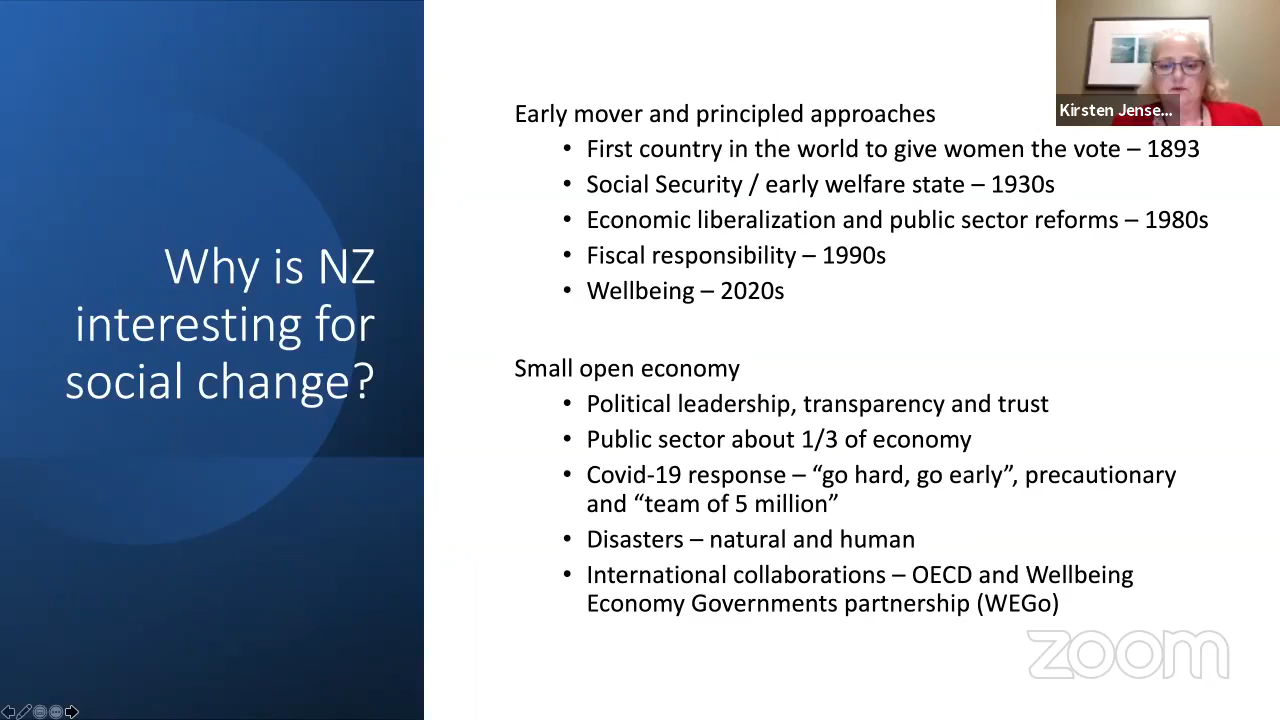 Why is NZ
interesting for
social change?
Early mover and principled approaches
• First country in the world to give women the vote – 1893
• Social Security / early welfare state – 1930s
• Economic liberalization and public sector reforms – 1980s
• Fiscal responsibility – 1990s
• Wellbeing – 2020s
Small open economy
• Political leadership, transparency and trust
• Public sector about 1/3 of economy
• Covid-19 response – “go hard, go early”, precautionary
and “team of 5 million”
• Disasters – natural and human
• International collaborations – OECD and Wellbeing
Economy Governments partnership (WEGo)
Kirsten Jense...
zoom